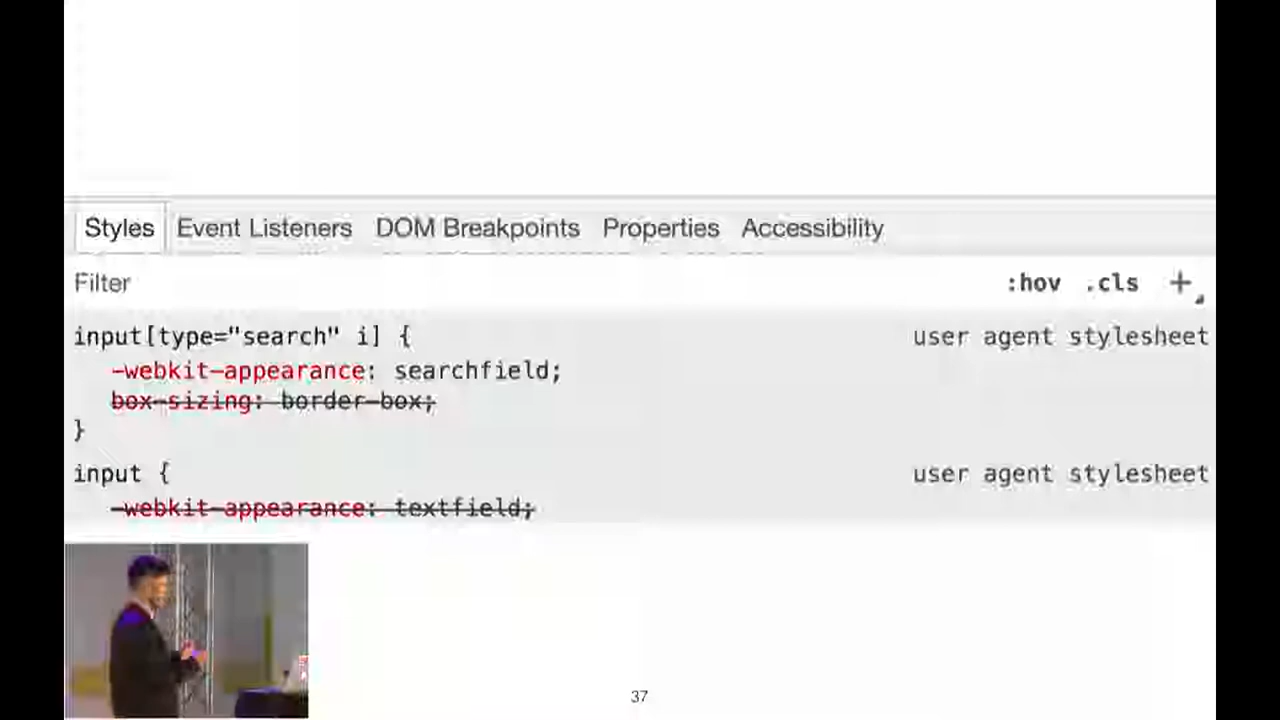 Styles Event Listeners DOM Breakpoints Properties Accessibility
Filter :hov .cls +
input[type="search" i] { user agent stylesheet
-webkit-appearance: searchfield;
box-sizing: border-box;
}
input { user agent stylesheet
-webkit-appearance: textfield;
37